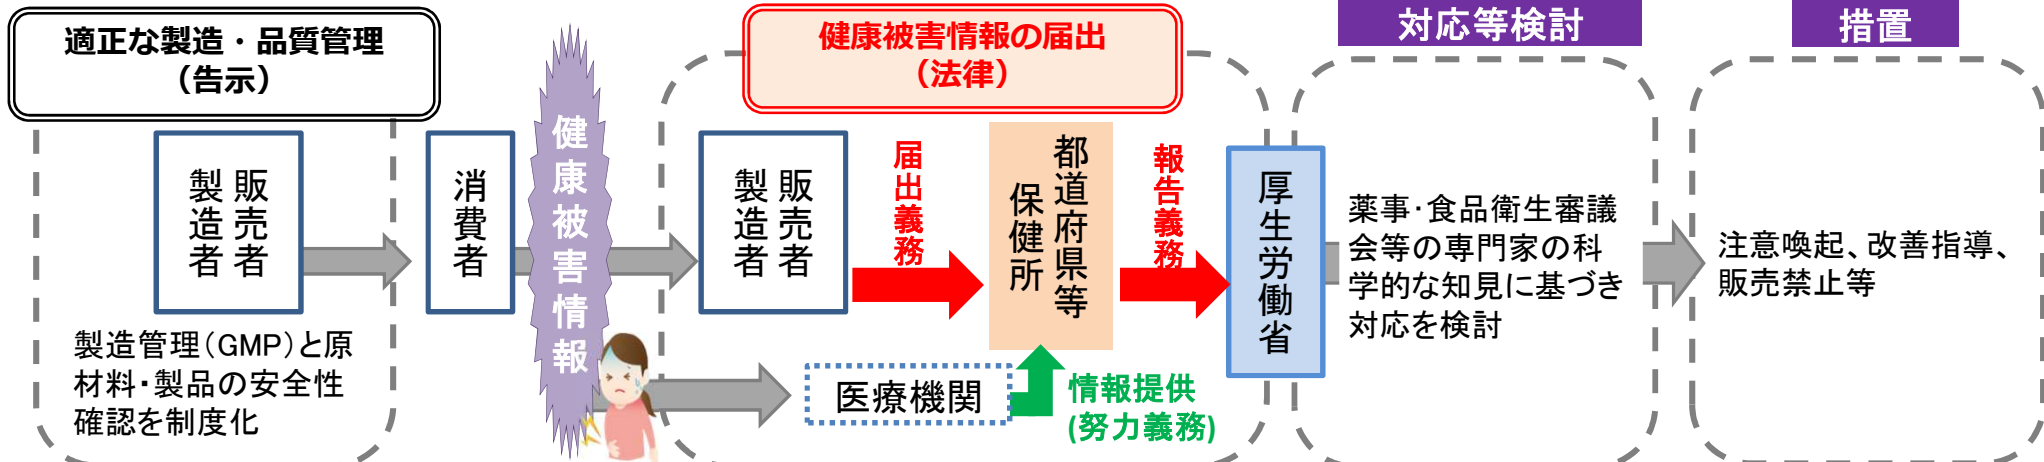 適正な製造・品質管理
（告示）
製造者
販売者
製造管理（GMP）と原
材料・製品の安全性
確認を制度化
消費者
健康被害情報
健康被害情報の届出
（法律）
製造者
販売者
届出義務
都道府県等
保健所
報告義務
医療機関
情報提供
(努力義務)
厚生労働省
対応等検討
薬事・食品衛生審議
会等の専門家の科
学的な知見に基づき
対応を検討
措置
注意喚起、改善指導、
販売禁止等